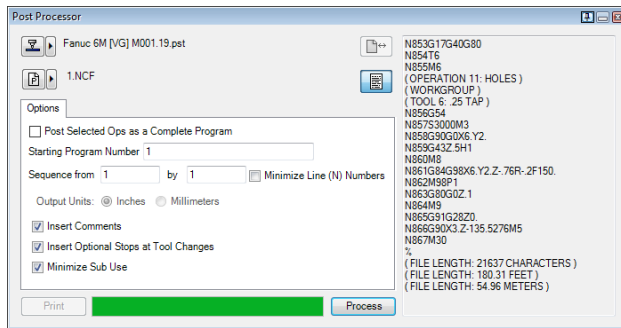 Post Processor
Fanuc 6M [VG] M001.19.pst
1.NCF
Options
Post Selected Ops as a Complete Program
Starting Program Number 1
Sequence from 1 by 1 Minimize Line (N) Numbers
Output Units: Inches Millimeters
Insert Comments
Insert Optional Stops at Tool Changes
Minimize Sub Use
Print
Process
N853G17G40G80
N854T6
N855M6
( OPERATION 11: HOLES )
( WORKGROUP )
( TOOL 6: .25 TAP )
N856G54
N857S3000M3
N858G90G0X6.Y2.
N859G43Z.5H1
N860M8
N861G84G98X6.Y2.Z-.76R-.2F150.
N862M98P1
N863G80G0Z.1
N864M9
N865G91G28Z0.
N866G90X3.Z-135.5276M5
N867M30
%
( FILE LENGTH: 21637 CHARACTERS )
( FILE LENGTH: 180.31 FEET )
( FILE LENGTH: 54.96 METERS )